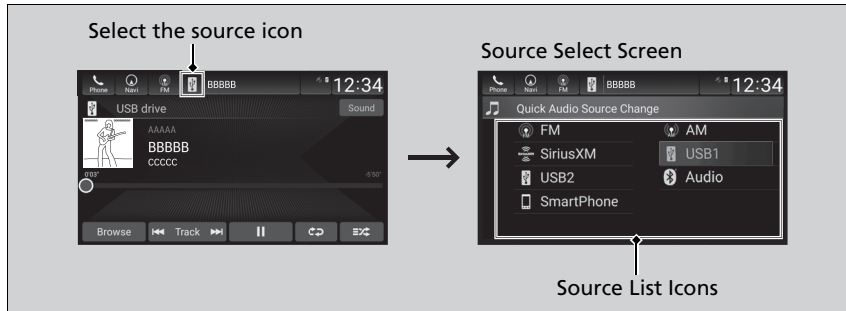 Select the source icon
Phone
Navi
FM
BBBBB
12:34
USB drive
Sound
AAAAA
BBBBB
CCCCC
0'03"
-5'50"
Browse
Track
Source Select Screen
Phone
Navi
FM
BBBBB
12:34
Quick Audio Source Change
FM
AM
SiriusXM
USB1
USB2
Audio
SmartPhone
Source List Icons